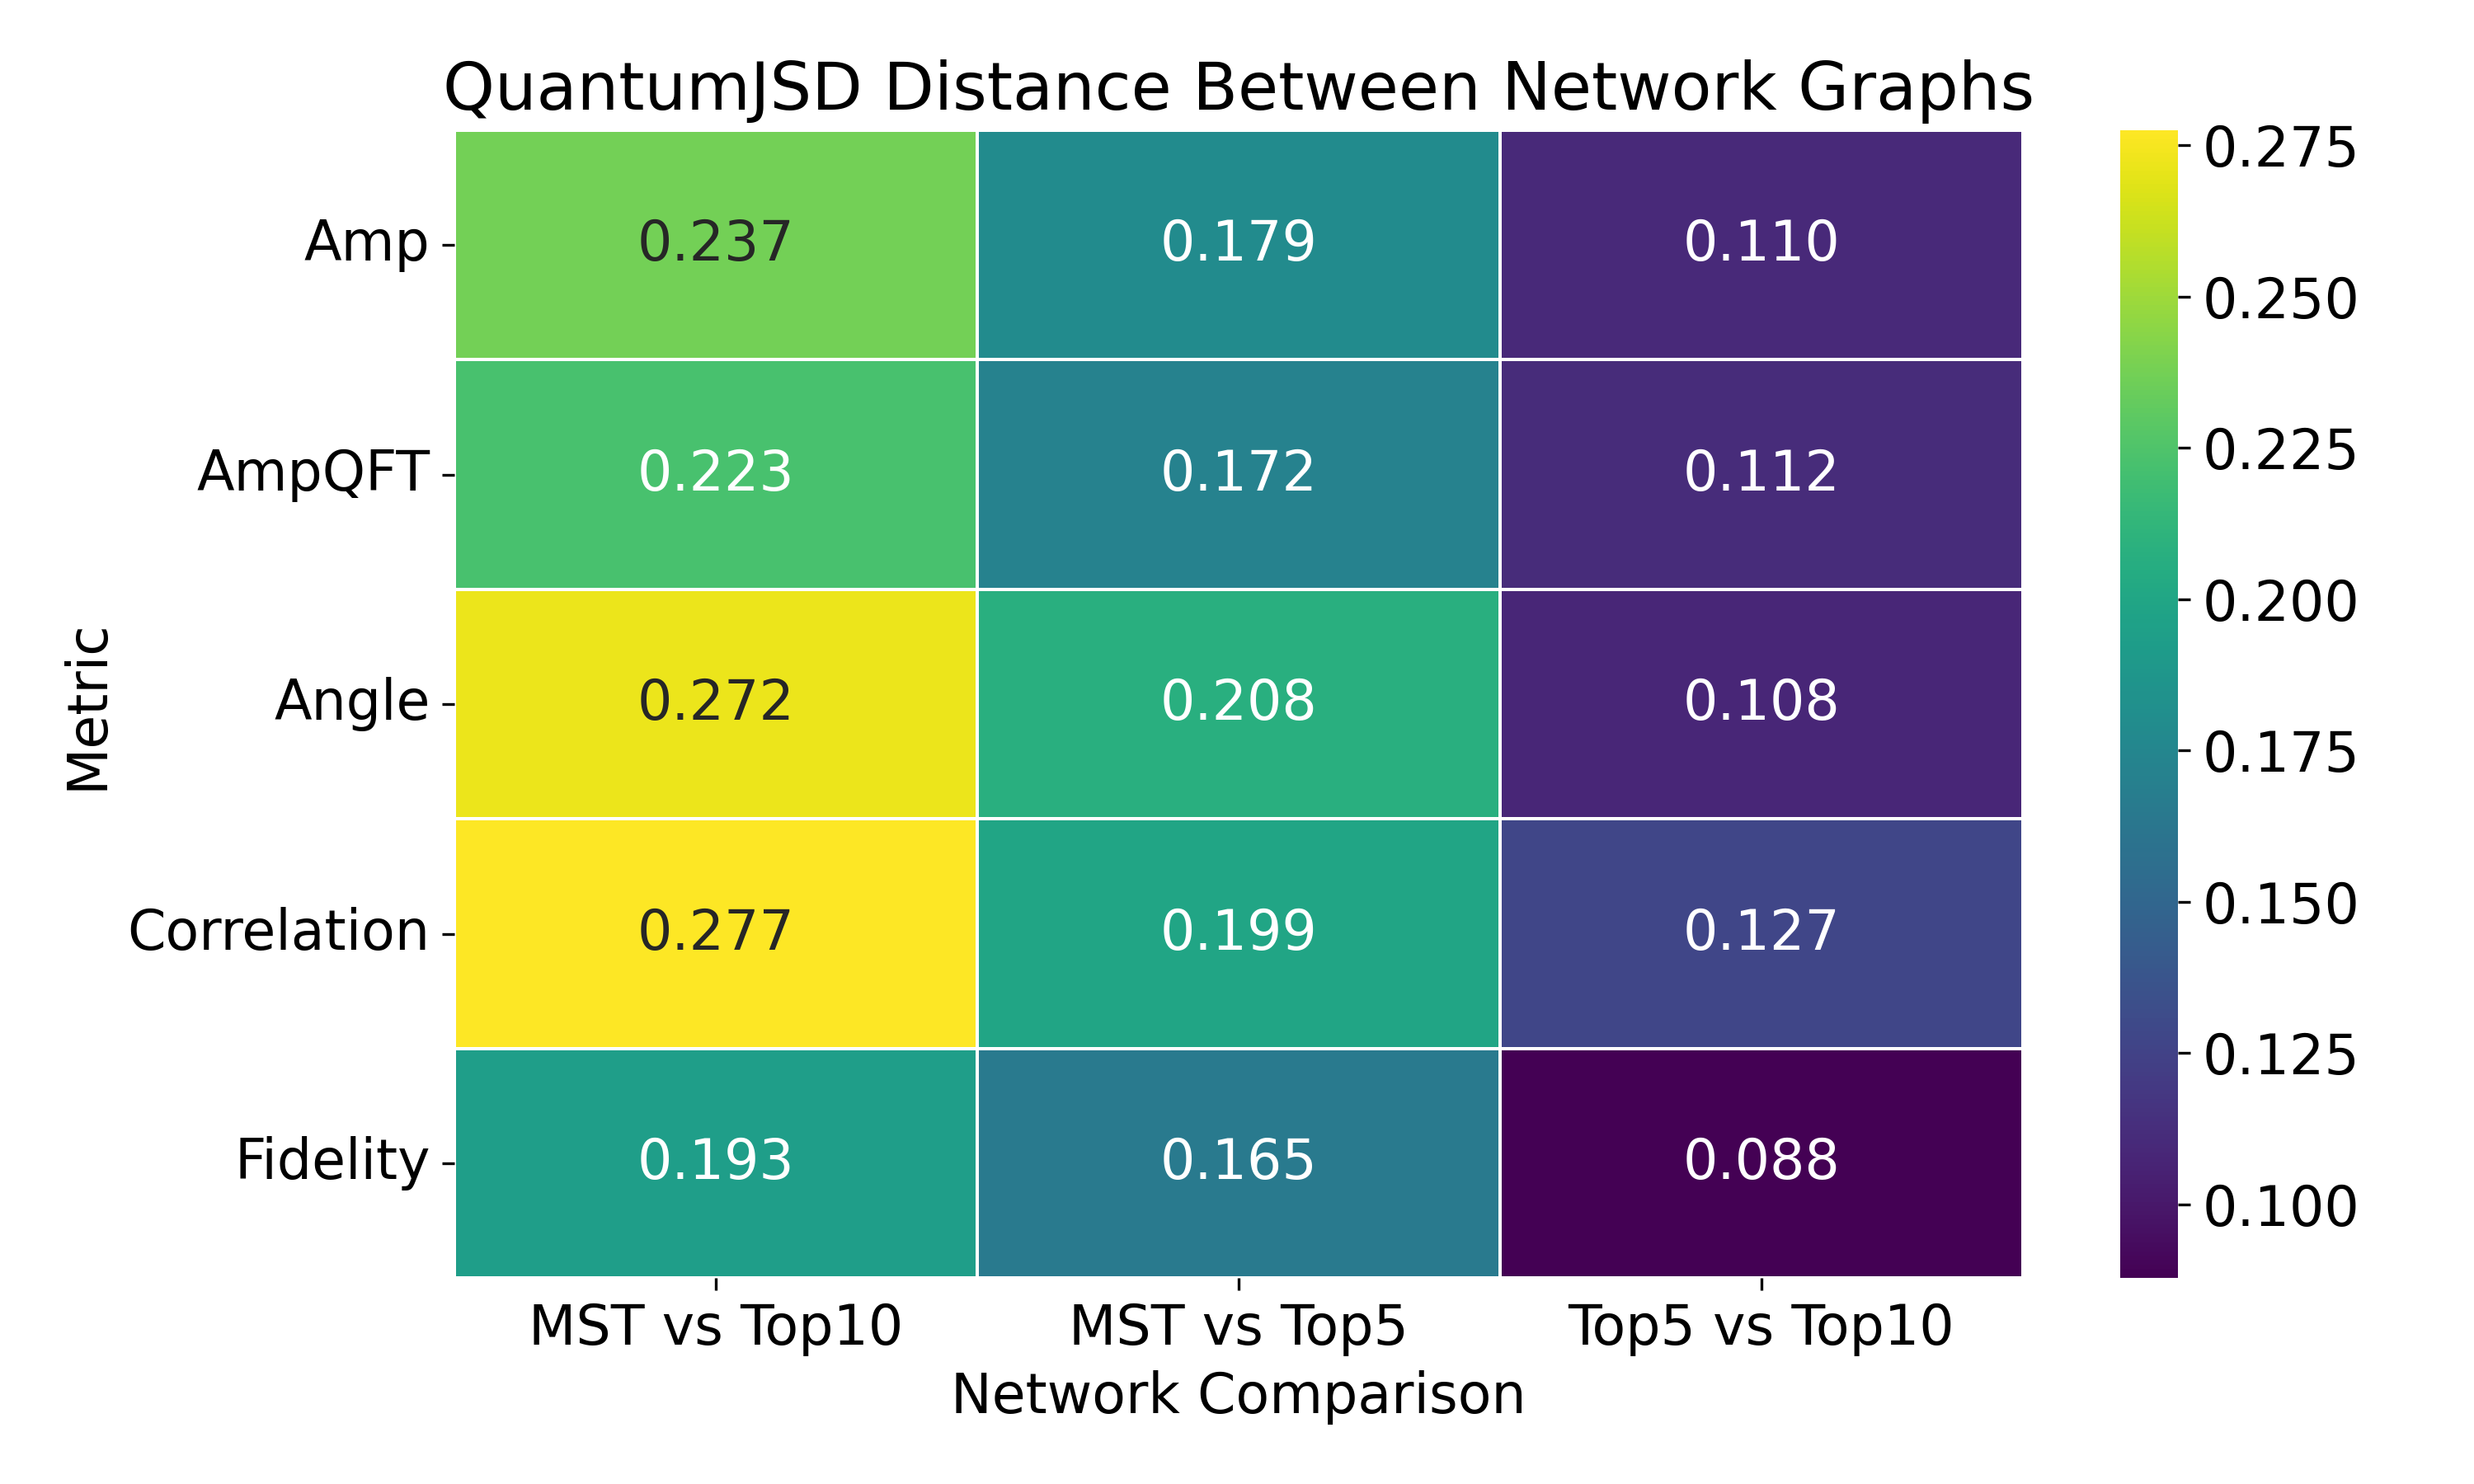 QuantumJSD Distance Between Network Graphs
Metric
Amp 0.237 0.179 0.110
AmpQFT 0.223 0.172 0.112
Angle 0.272 0.208 0.108
Correlation 0.277 0.199 0.127
Fidelity 0.193 0.165 0.088
MST vs Top10 MST vs Top5 Top5 vs Top10
Network Comparison
0.275
0.250
0.225
0.200
0.175
0.150
0.125
0.100